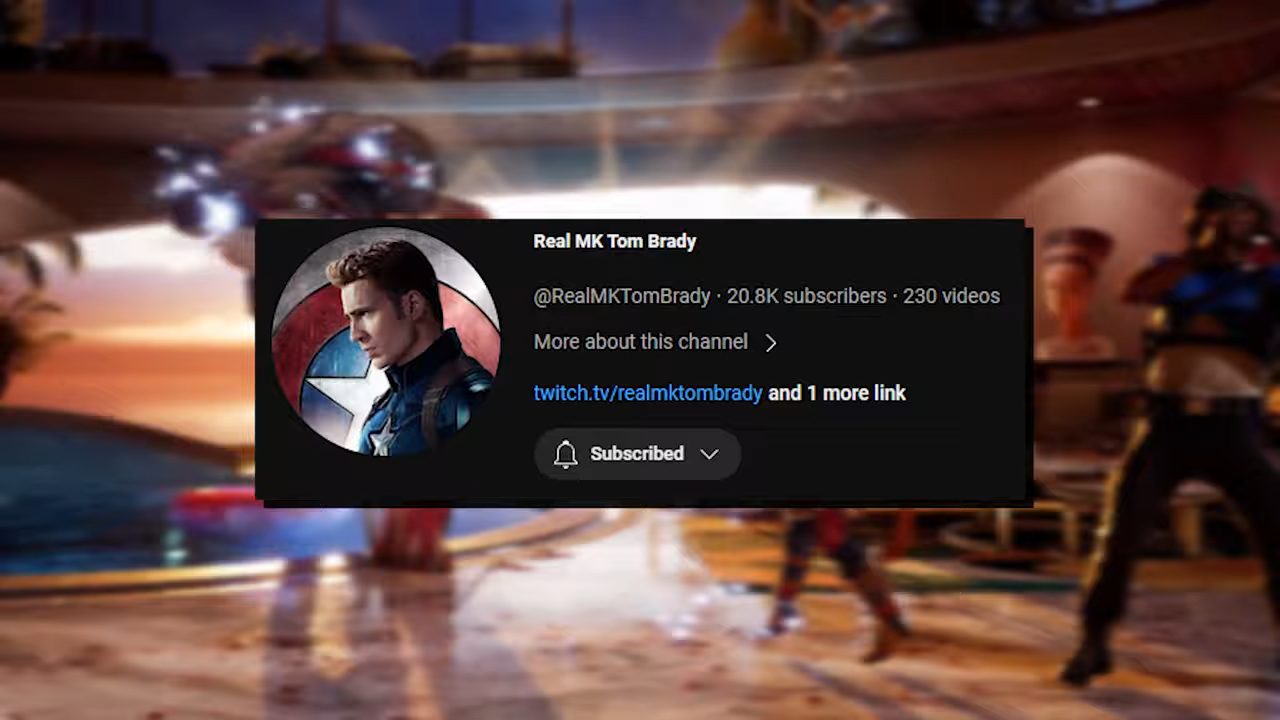 Real MK Tom Brady
@RealMKTomBrady · 20.8K subscribers · 230 videos
More about this channel
twitch.tv/realmktombrady and 1 more link
Subscribed